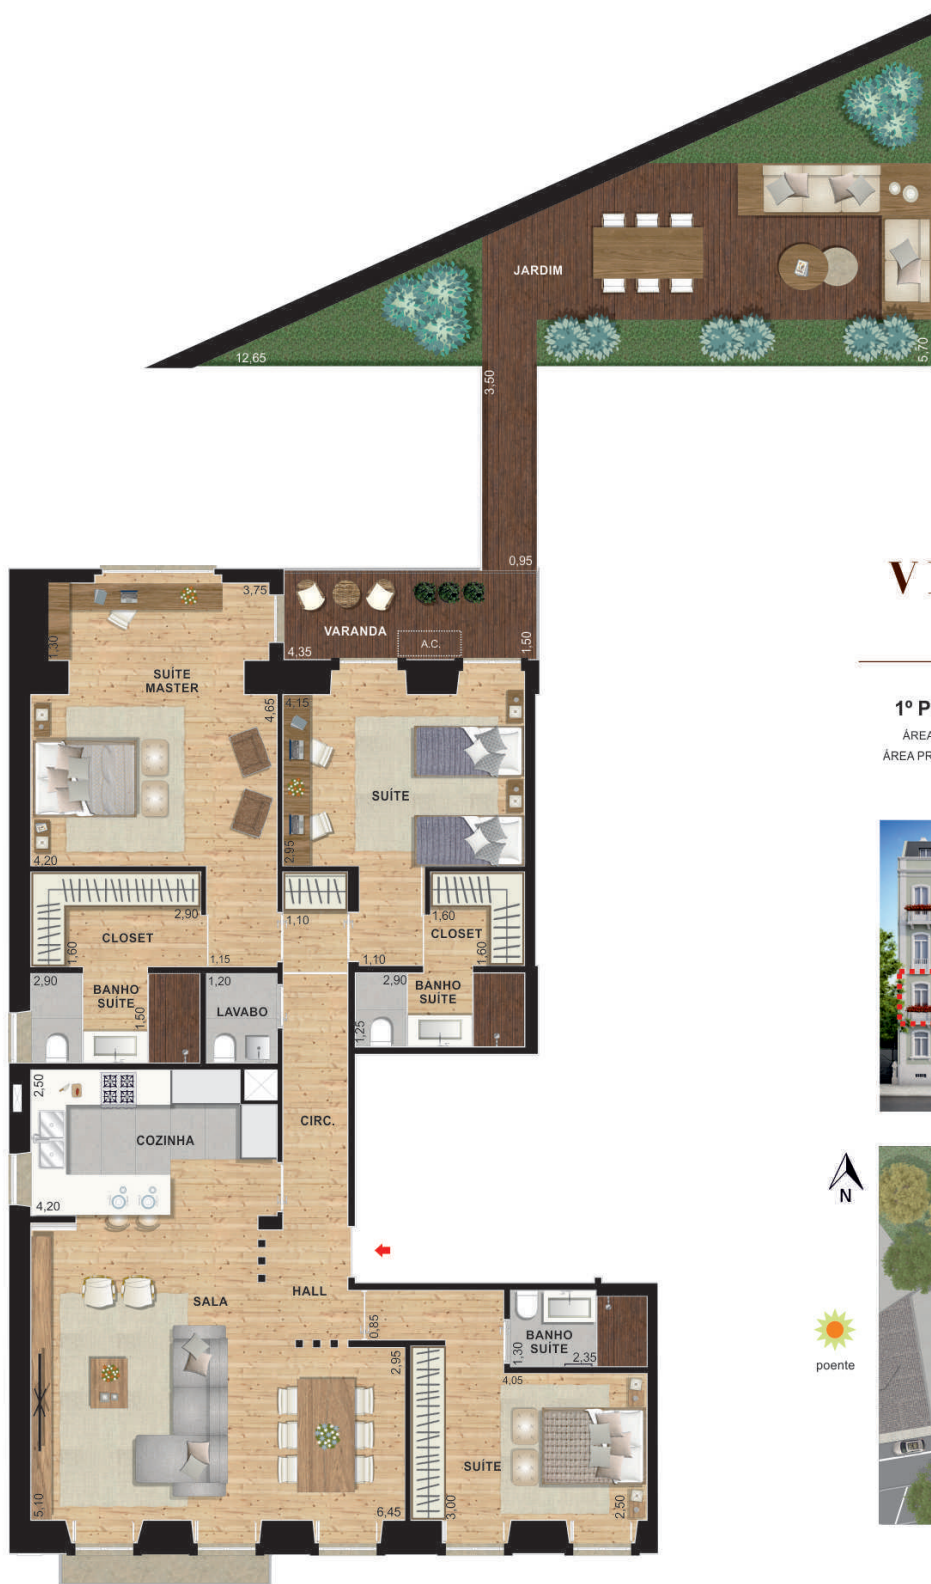 JARDIM
12,65
5,70
3,50
0,95
V
3,75
1,30
VARANDA
4,35
A.C.
1,50
SUÍTE
MASTER
4,65
4,15
1º P
ÁREA
ÁREA PR
SUÍTE
4,20
2,95
2,90
1,10
1,60
CLOSET
CLOSET
1,60
1,15
1,10
1,60
2,90
BANHO
SUÍTE
1,50
1,20
LAVABO
2,90
BANHO
SUÍTE
1,25
2,50
COZINHA
CIRC.
4,20
N
SALA
HALL
0,85
BANHO
SUÍTE
1,30
2,35
poente
2,95
4,05
SUÍTE
5,10
6,45
3,00
2,50